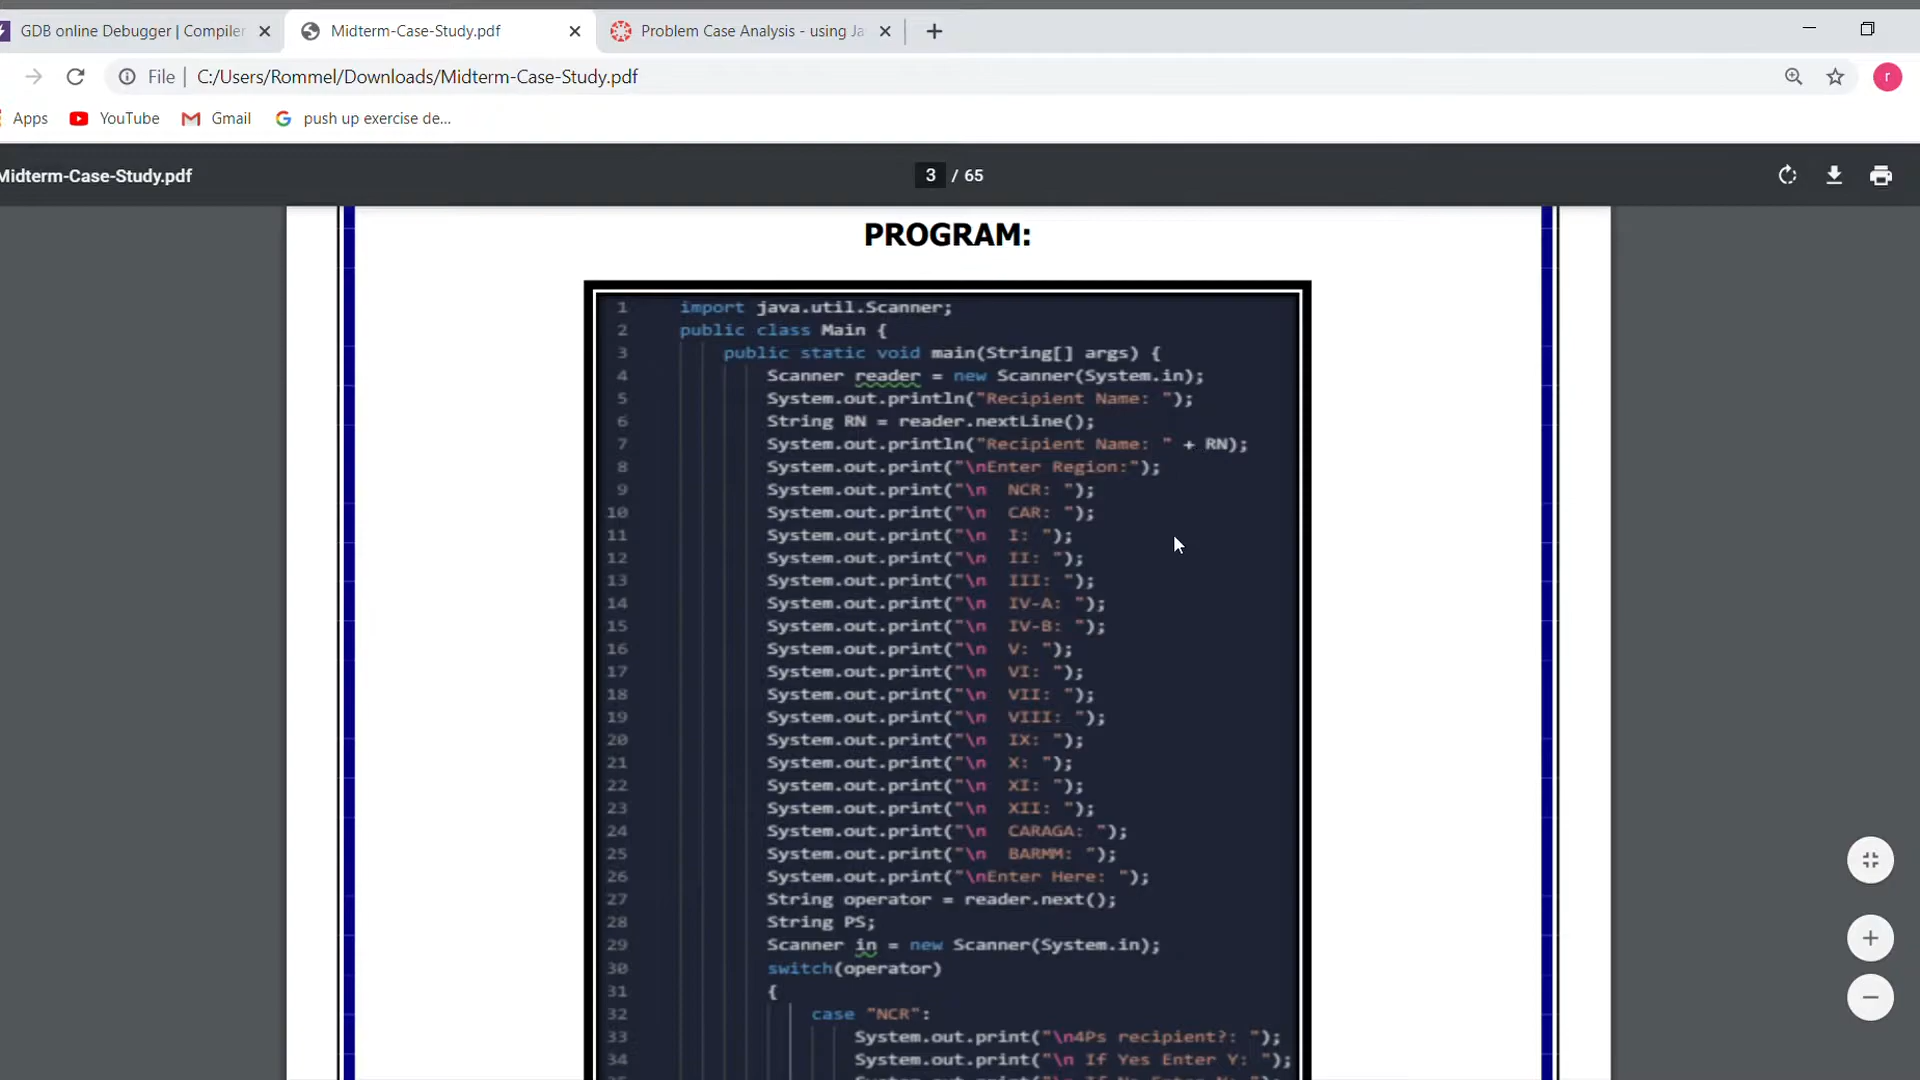 GDB online Debugger | Compiler
Midterm-Case-Study.pdf
Problem Case Analysis - using Ja
File | C:/Users/Rommel/Downloads/Midterm-Case-Study.pdf
r
Apps
YouTube
Gmail
push up exercise de...
Midterm-Case-Study.pdf
3 / 65
PROGRAM:
1 import java.util.Scanner;
2 public class Main {
3 public static void main(String[] args) {
4 Scanner reader = new Scanner(System.in);
5 System.out.println("Recipient Name: ");
6 String RN = reader.nextLine();
7 System.out.println("Recipient Name: " + RN);
8 System.out.print("\nEnter Region:");
9 System.out.print("\n  NCR: ");
10 System.out.print("\n  CAR: ");
11 System.out.print("\n  I: ");
12 System.out.print("\n  II: ");
13 System.out.print("\n  III: ");
14 System.out.print("\n  IV-A: ");
15 System.out.print("\n  IV-B: ");
16 System.out.print("\n  V: ");
17 System.out.print("\n  VI: ");
18 System.out.print("\n  VII: ");
19 System.out.print("\n  VIII: ");
20 System.out.print("\n  IX: ");
21 System.out.print("\n  X: ");
22 System.out.print("\n  XI: ");
23 System.out.print("\n  XII: ");
24 System.out.print("\n  CARAGA: ");
25 System.out.print("\n  BARMM: ");
26 System.out.print("\nEnter Here: ");
27 String operator = reader.next();
28 String PS;
29 Scanner in = new Scanner(System.in);
30 switch(operator)
31 {
32 case "NCR":
33 System.out.print("\n4Ps recipient?: ");
34 System.out.print("\n If Yes Enter Y: ");